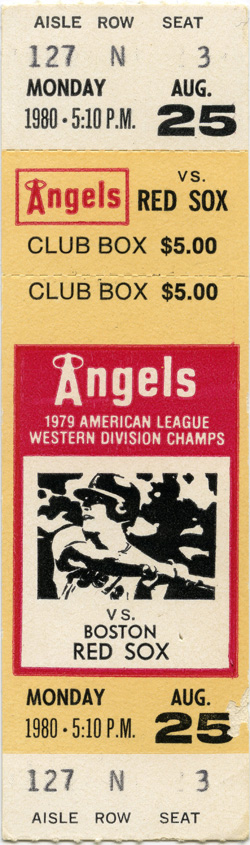 AISLE ROW SEAT
127 N 3
MONDAY AUG.
1980 • 5:10 P.M. 25
Angels VS.
RED SOX
CLUB BOX $5.00
CLUB BOX $5.00
Angels
1979 AMERICAN LEAGUE
WESTERN DIVISION CHAMPS
VS.
BOSTON
RED SOX
MONDAY AUG.
1980 • 5:10 P.M. 25
127 N 3
AISLE ROW SEAT